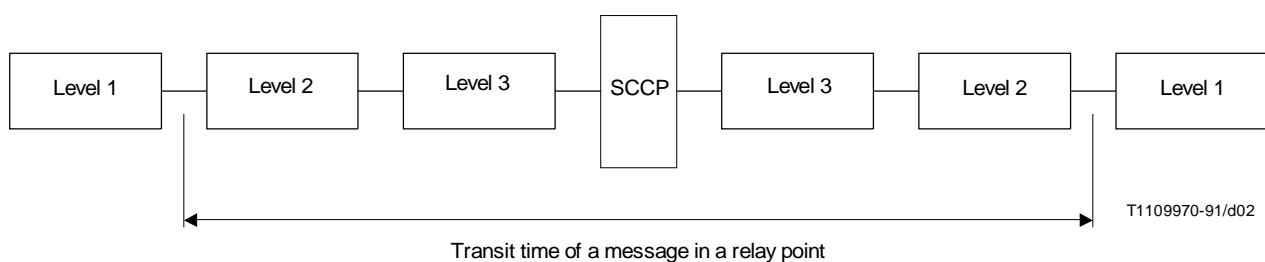 Level 1
Level 2
Level 3
SCCP
Level 3
Level 2
Level 1
T1109970-91/d02
Transit time of a message in a relay point